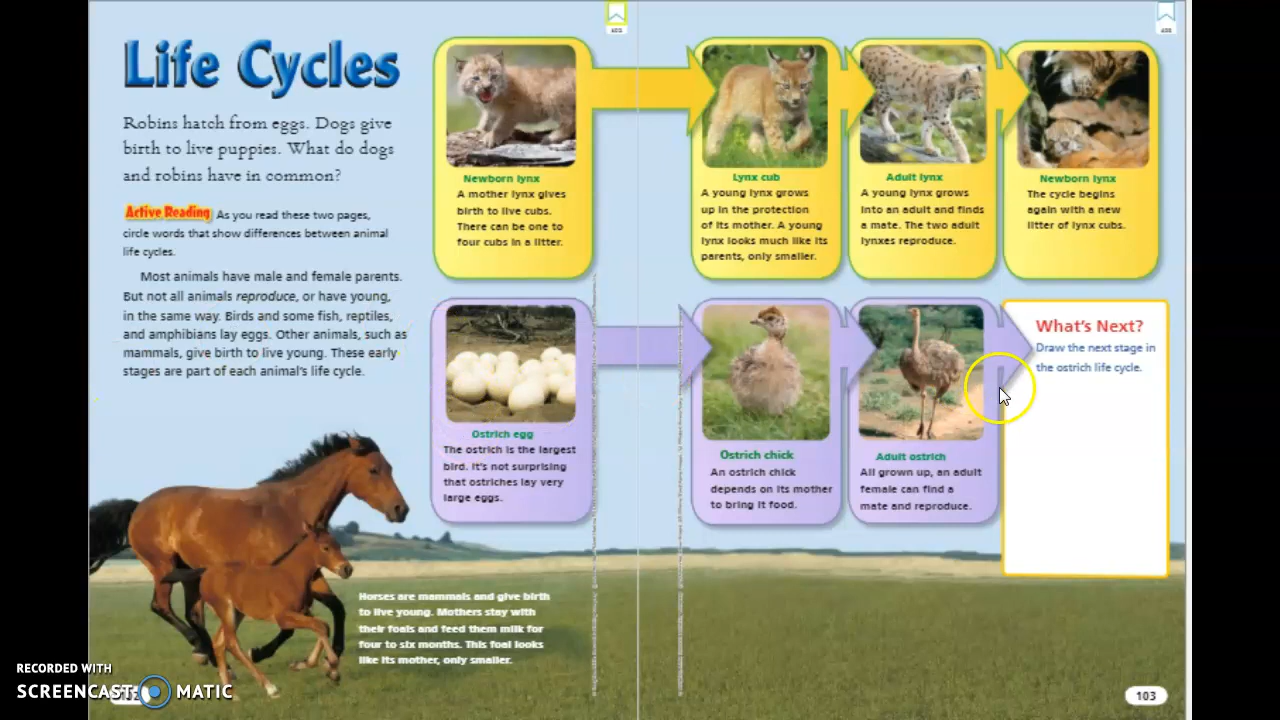 Life Cycles
Robins hatch from eggs. Dogs give
birth to live puppies. What do dogs
and robins have in common?
Active Reading As you read these two pages,
circle words that show differences between animal
life cycles.
Most animals have male and female parents.
But not all animals reproduce, or have young,
in the same way. Birds and some fish, reptiles,
and amphibians lay eggs. Other animals, such as
mammals, give birth to live young. These early
stages are part of each animal's life cycle.
Newborn lynx
A mother lynx gives
birth to live cubs.
There can be one to
four cubs in a litter.
Lynx cub
A young lynx grows
up in the protection
of its mother. A young
lynx looks much like its
parents, only smaller.
Adult lynx
A young lynx grows
into an adult and finds
a mate. The two adult
lynxes reproduce.
Newborn lynx
The cycle begins
again with a new
litter of lynx cubs.
Ostrich egg
The ostrich is the largest
bird. It's not surprising
that ostriches lay very
large eggs.
Ostrich chick
An ostrich chick
depends on its mother
to bring it food.
Adult ostrich
All grown up, an adult
female can find a
mate and reproduce.
What's Next?
Draw the next stage in
the ostrich life cycle.
Horses are mammals and give birth
to live young. Mothers stay with
their foals and feed them milk for
four to six months. This foal looks
like its mother, only smaller.
RECORDED WITH
SCREENCAST MATIC
103